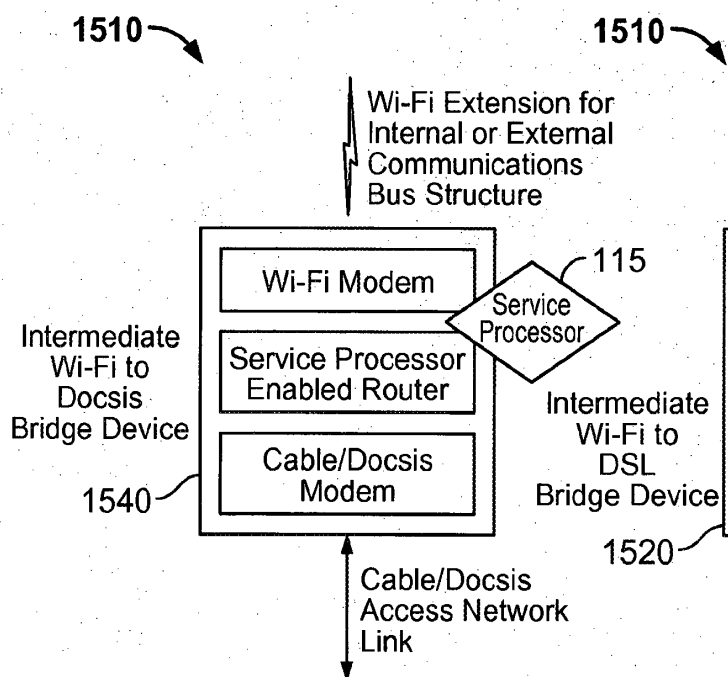 1510
1510
Wi-Fi Extension for
Internal or External
Communications
Bus Structure
Wi-Fi Modem
115
Service
Processor
Intermediate
Wi-Fi to
Docsis
Bridge Device
Service Processor
Enabled Router
Intermediate
Wi-Fi to
DSL
Bridge Device
Cable/Docsis
Modem
1540
1520
Cable/Docsis
Access Network
Link